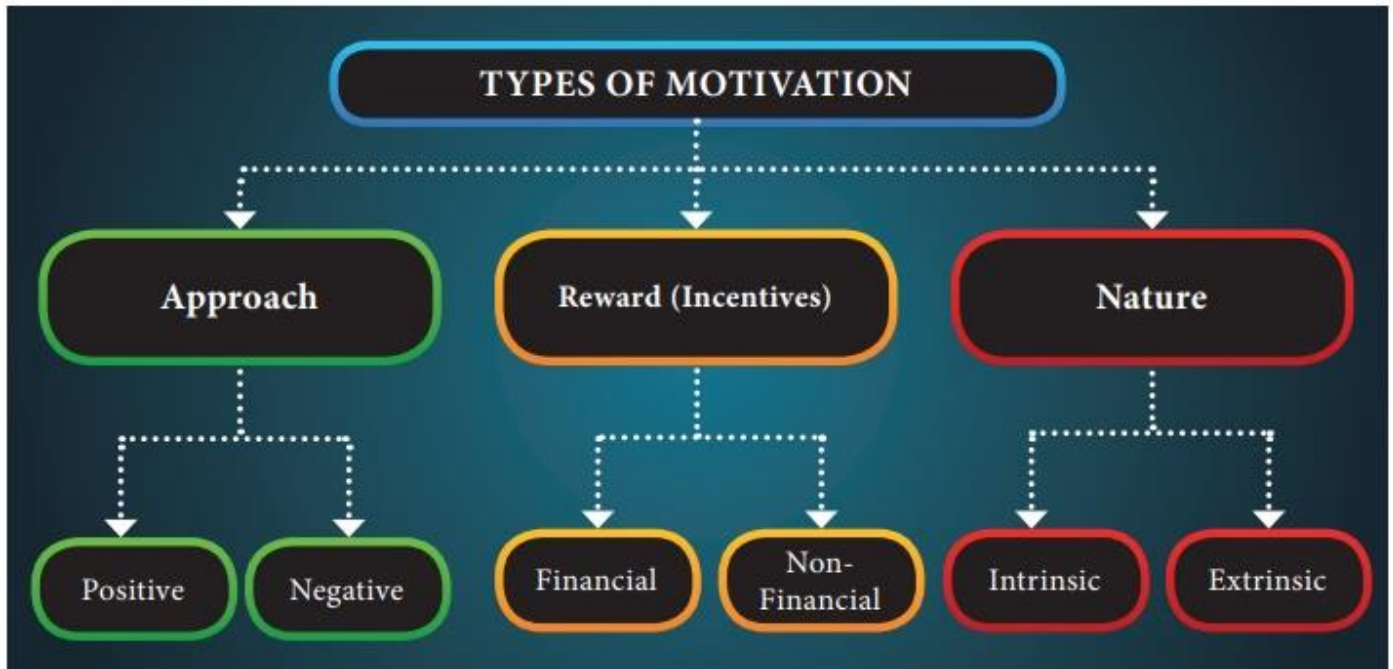 TYPES OF MOTIVATION
Approach
Reward (Incentives)
Nature
Positive
Negative
Financial
Non-
Financial
Intrinsic
Extrinsic